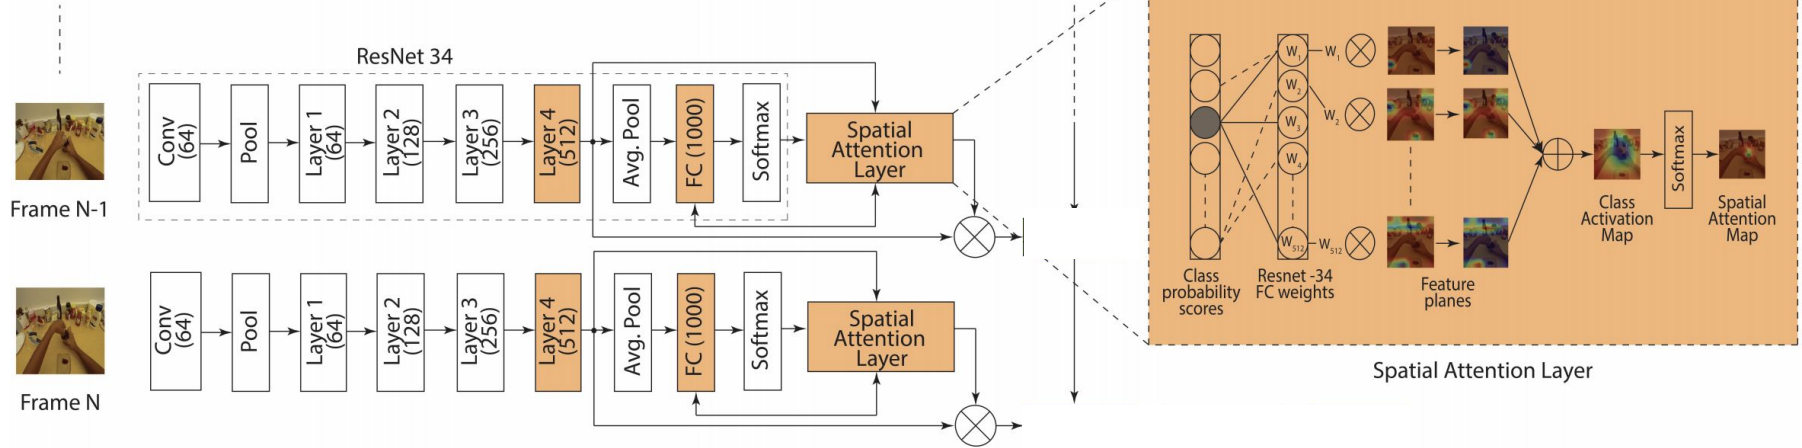 ResNet 34
Conv
(64)
Pool
Layer 1
(64)
Layer 2
(128)
Layer 3
(256)
Layer 4
(512)
Avg. Pool
FC (1000)
Softmax
Spatial
Attention
Layer
Frame N-1
Conv
(64)
Pool
Layer 1
(64)
Layer 2
(128)
Layer 3
(256)
Layer 4
(512)
Avg. Pool
FC (1000)
Softmax
Spatial
Attention
Layer
Frame N
W1
W1
W2
W2
W3
W4
W512
W512
Class
probability
scores
Resnet -34
FC weights
Feature
planes
Class
Activation
Map
Softmax
Spatial
Attention
Map
Spatial Attention Layer